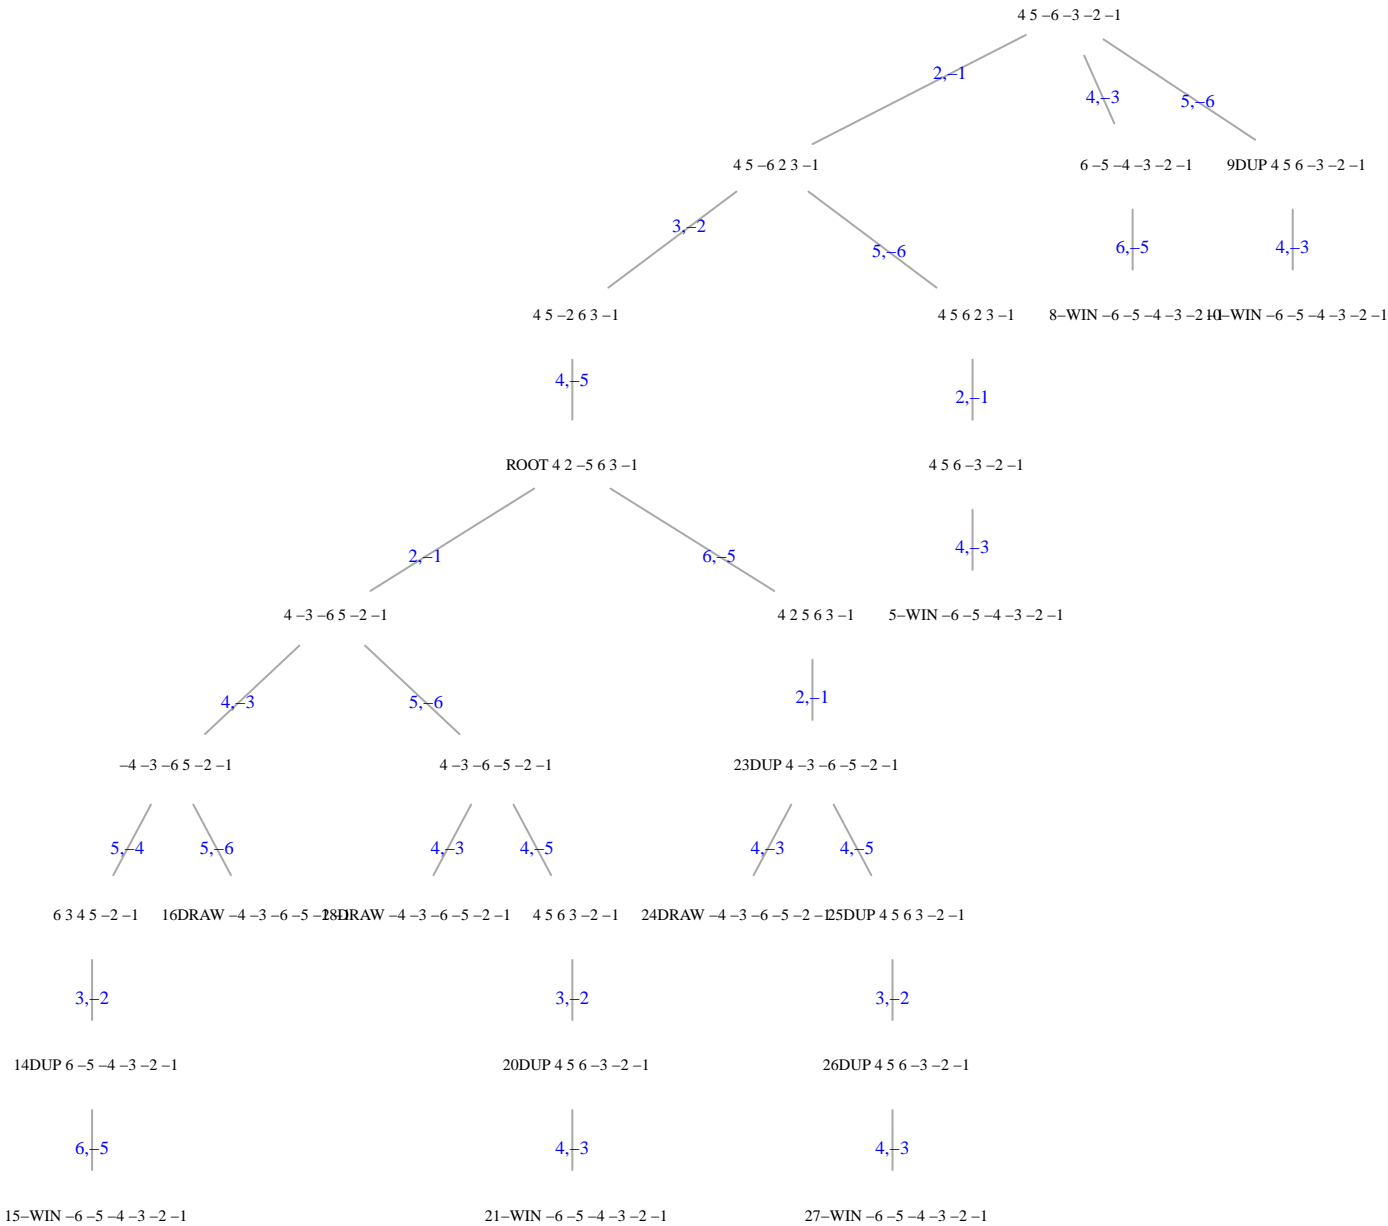 4 5 −6 −3 −2 −1
2,−1
4,−3
5,−6
4 5 −6 2 3 −1
6 −5 −4 −3 −2 −1
9DUP 4 5 6 −3 −2 −1
3,−2
5,−6
6,−5
4,−3
4 5 −2 6 3 −1
4 5 6 2 3 −1
8−WIN −6 −5 −4 −3 −2 −1
10−WIN −6 −5 −4 −3 −2 −1
4,−5
2,−1
ROOT 4 2 −5 6 3 −1
4 5 6 −3 −2 −1
2,−1
6,−5
4,−3
4 −3 −6 5 −2 −1
4 2 5 6 3 −1
5−WIN −6 −5 −4 −3 −2 −1
4,−3
5,−6
2,−1
−4 −3 −6 5 −2 −1
4 −3 −6 −5 −2 −1
23DUP 4 −3 −6 −5 −2 −1
5,−4
5,−6
4,−3
4,−5
4,−3
4,−5
6 3 4 5 −2 −1
16DRAW −4 −3 −6 −5 −2 −1
18DRAW −4 −3 −6 −5 −2 −1
4 5 6 3 −2 −1
24DRAW −4 −3 −6 −5 −2 −1
25DUP 4 5 6 3 −2 −1
3,−2
3,−2
3,−2
14DUP 6 −5 −4 −3 −2 −1
20DUP 4 5 6 −3 −2 −1
26DUP 4 5 6 −3 −2 −1
6,−5
4,−3
4,−3
15−WIN −6 −5 −4 −3 −2 −1
21−WIN −6 −5 −4 −3 −2 −1
27−WIN −6 −5 −4 −3 −2 −1